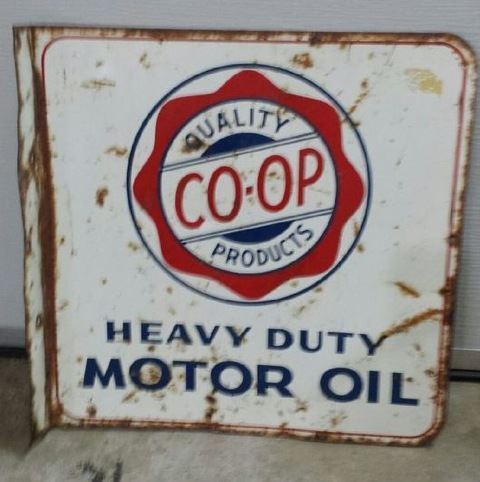 QUALITY
CO-OP
PRODUCTS
HEAVY DUTY
MOTOR OIL